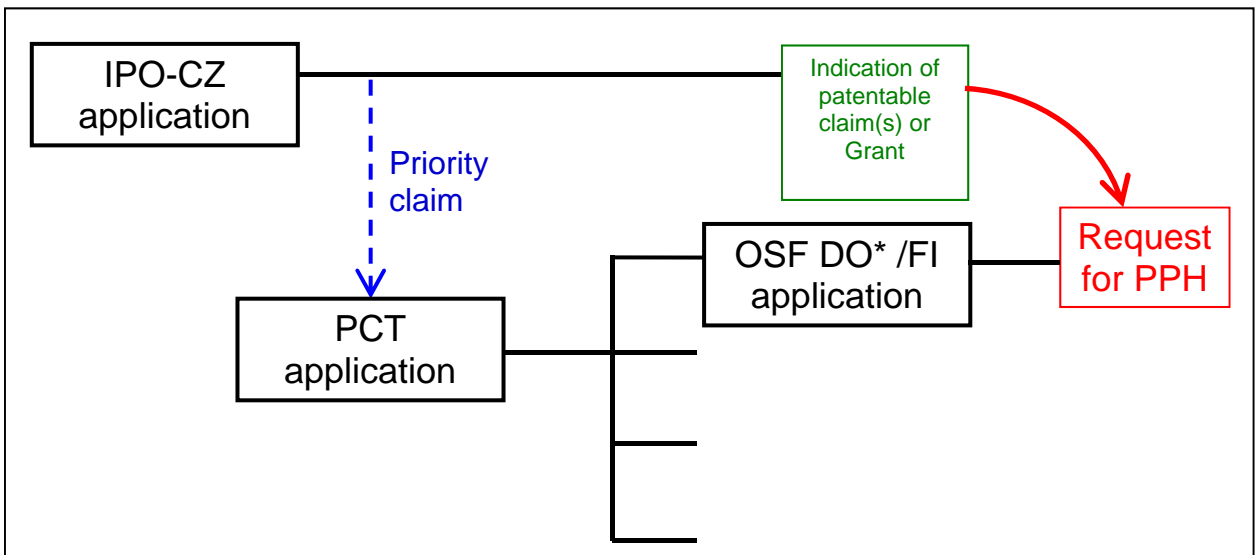 IPO-CZ
application
Indication of
patentable
claim(s) or
Grant
Priority
claim
OSF DO* /FI
application
Request
for PPH
PCT
application